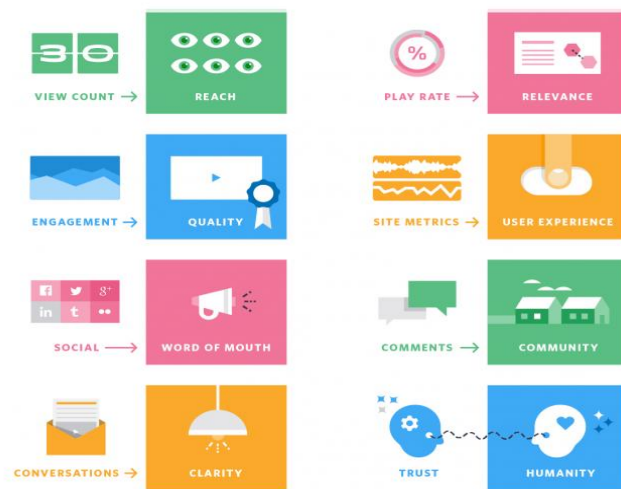 30
VIEW COUNT → REACH
% 
PLAY RATE → RELEVANCE
ENGAGEMENT → QUALITY
SITE METRICS → USER EXPERIENCE
f g+
in t
SOCIAL → WORD OF MOUTH
COMMENTS → COMMUNITY
CONVERSATIONS → CLARITY
TRUST HUMANITY